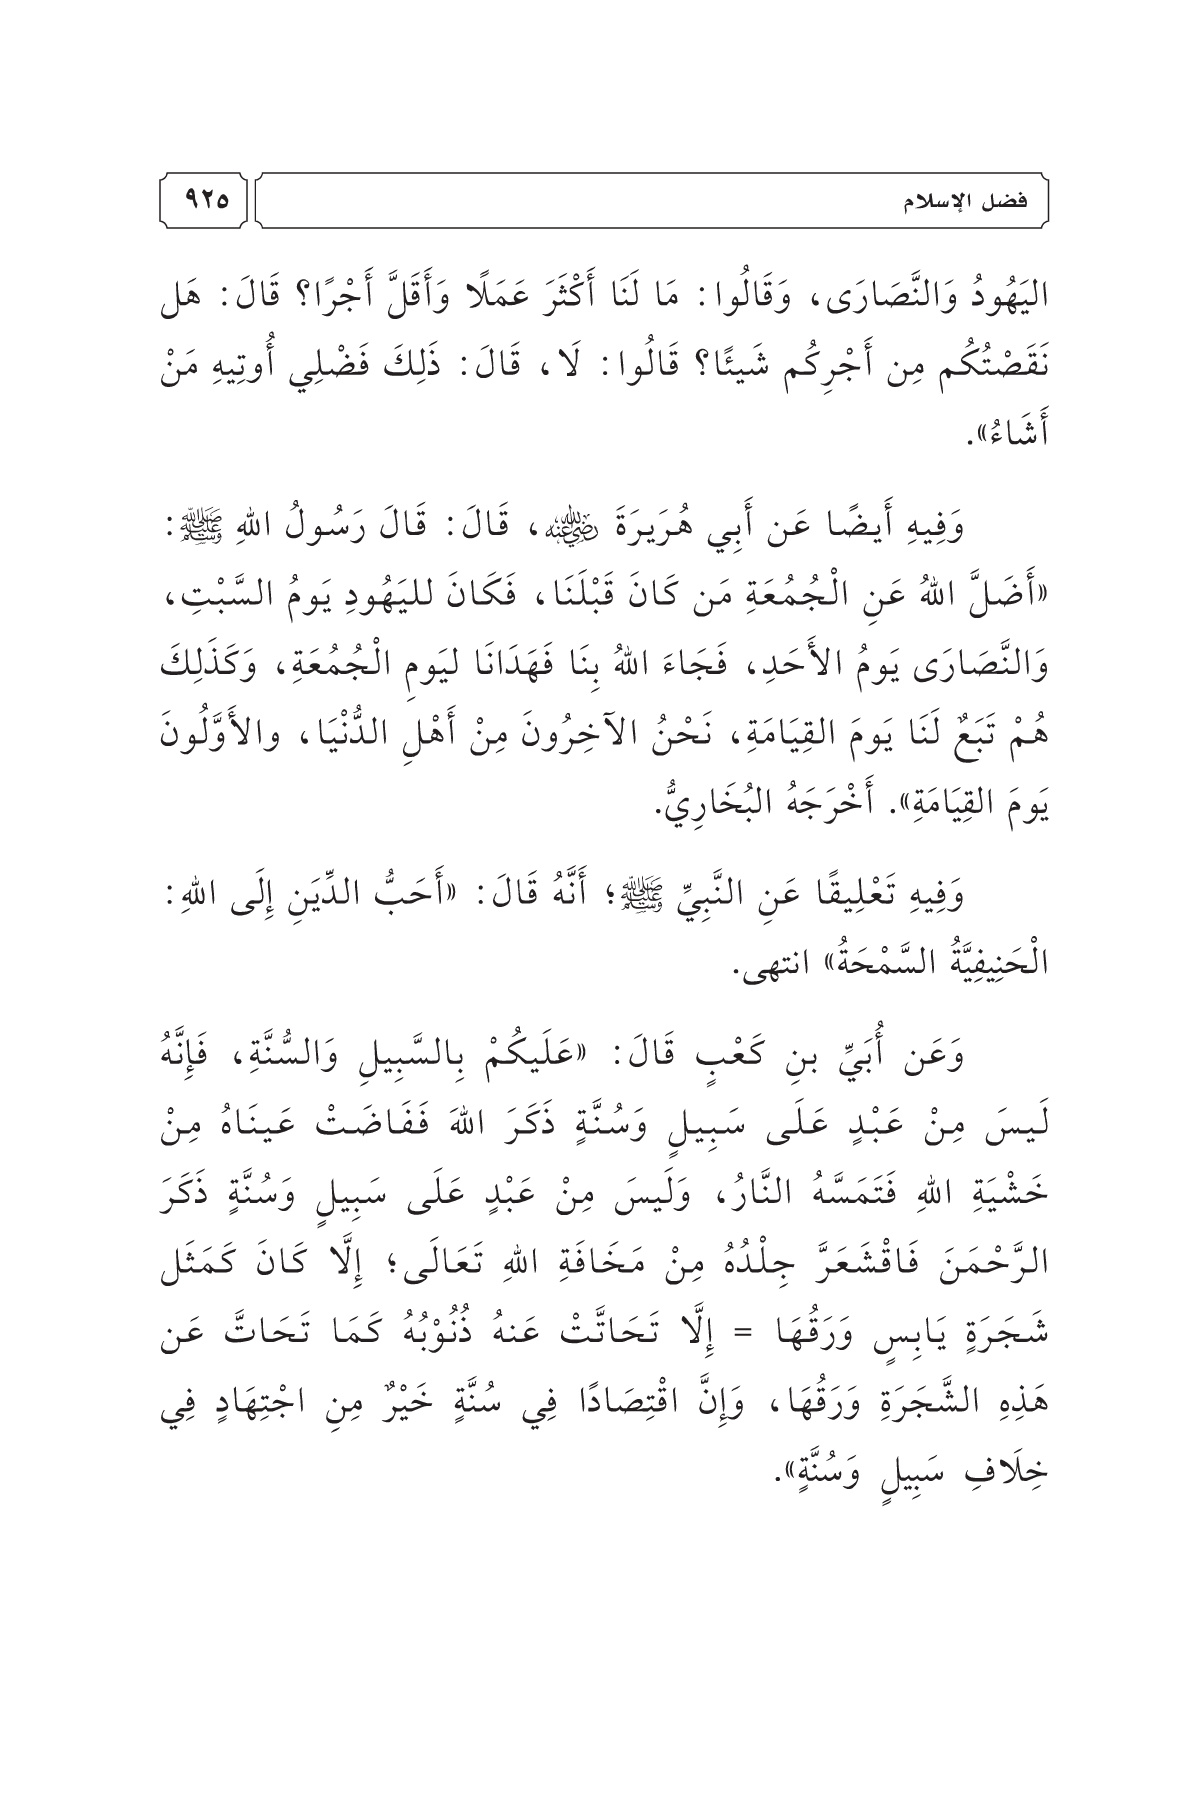 فضل الإسلام
٩٢٥
اليَهُودُ وَالنَّصَارَى، وَقَالُوا: مَا لَنَا أَكْثَرَ عَمَلًا وَأَقَلَّ أَجْرًا؟ قَالَ: هَل
نَقَصْتُكُم مِن أَجْرِكُم شَيئًا؟ قَالُوا: لَا، قَالَ: ذَلِكَ فَضْلِي أُوتِيهِ مَنْ
أَشَاءُ».
وَفِيهِ أَيضًا عَن أَبِي هُرَيرَةَ رضي الله عنه، قَالَ: قَالَ رَسُولُ اللهِ ﷺ:
«أَضَلَّ اللهُ عَنِ الْجُمُعَةِ مَن كَانَ قَبْلَنَا، فَكَانَ لليَهُودِ يَومُ السَّبْتِ،
وَالنَّصَارَى يَومُ الأَحَدِ، فَجَاءَ اللهُ بِنَا فَهَدَانَا ليَومِ الْجُمُعَةِ، وَكَذَلِكَ
هُمْ تَبَعٌ لَنَا يَومَ القِيَامَةِ، نَحْنُ الآخِرُونَ مِنْ أَهْلِ الدُّنْيَا، والأَوَّلُونَ
يَومَ القِيَامَةِ». أَخْرَجَهُ البُخَارِيُّ.
وَفِيهِ تَعْلِيقًا عَنِ النَّبِيِّ ﷺ؛ أَنَّهُ قَالَ: «أَحَبُّ الدِّيَنِ إِلَى اللهِ:
الْحَنِيفِيَّةُ السَّمْحَةُ» انتهى.
وَعَن أُبَيِّ بنِ كَعْبٍ قَالَ: «عَلَيكُمْ بِالسَّبِيلِ وَالسُّنَّةِ، فَإِنَّهُ
لَيسَ مِنْ عَبْدٍ عَلَى سَبِيلٍ وَسُنَّةٍ ذَكَرَ اللهَ فَفَاضَتْ عَينَاهُ مِنْ
خَشْيَةِ اللهِ فَتَمَسَّهُ النَّارُ، وَلَيسَ مِنْ عَبْدٍ عَلَى سَبِيلٍ وَسُنَّةٍ ذَكَرَ
الرَّحْمَنَ فَاقْشَعَرَّ جِلْدُهُ مِنْ مَخَافَةِ اللهِ تَعَالَى؛ إِلَّا كَانَ كَمَثَل
شَجَرَةٍ يَابِسٍ وَرَقُهَا = إِلَّا تَحَاتَّتْ عَنهُ ذُنُوْبُهُ كَمَا تَحَاتَّ عَن
هَذِهِ الشَّجَرَةِ وَرَقُهَا، وَإِنَّ اقْتِصَادًا فِي سُنَّةٍ خَيْرٌ مِنِ اجْتِهَادٍ فِي
خِلَافِ سَبِيلٍ وَسُنَّةٍ».